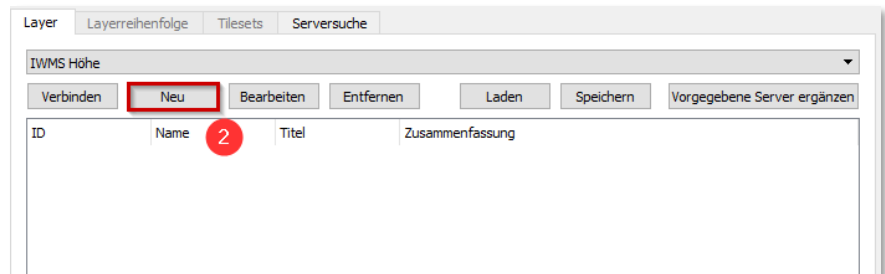 Layer Layerreihenfolge Tilesets Serversuche
IWMS Höhe
Verbinden Neu Bearbeiten Entfernen Laden Speichern Vorgegebene Server ergänzen
ID Name 2 Titel Zusammenfassung